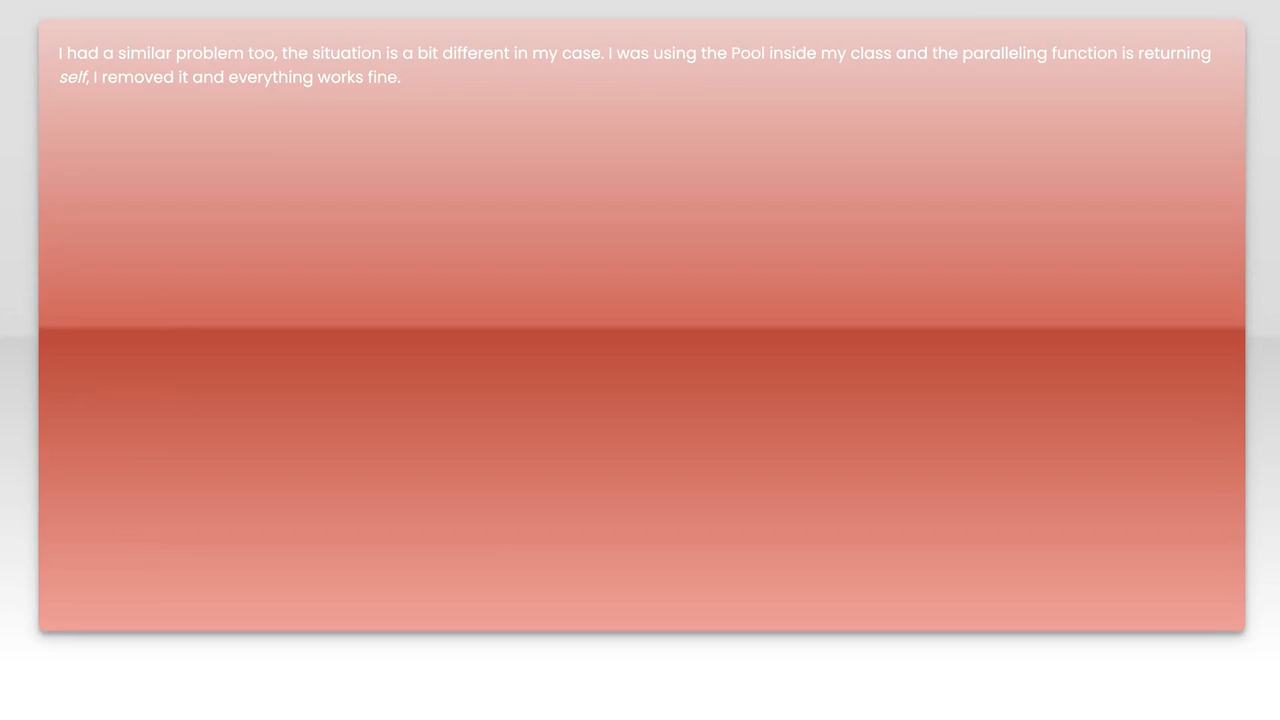 I had a similar problem too, the situation is a bit different in my case. I was using the Pool inside my class and the paralleling function is returning
self, I removed it and everything works fine.